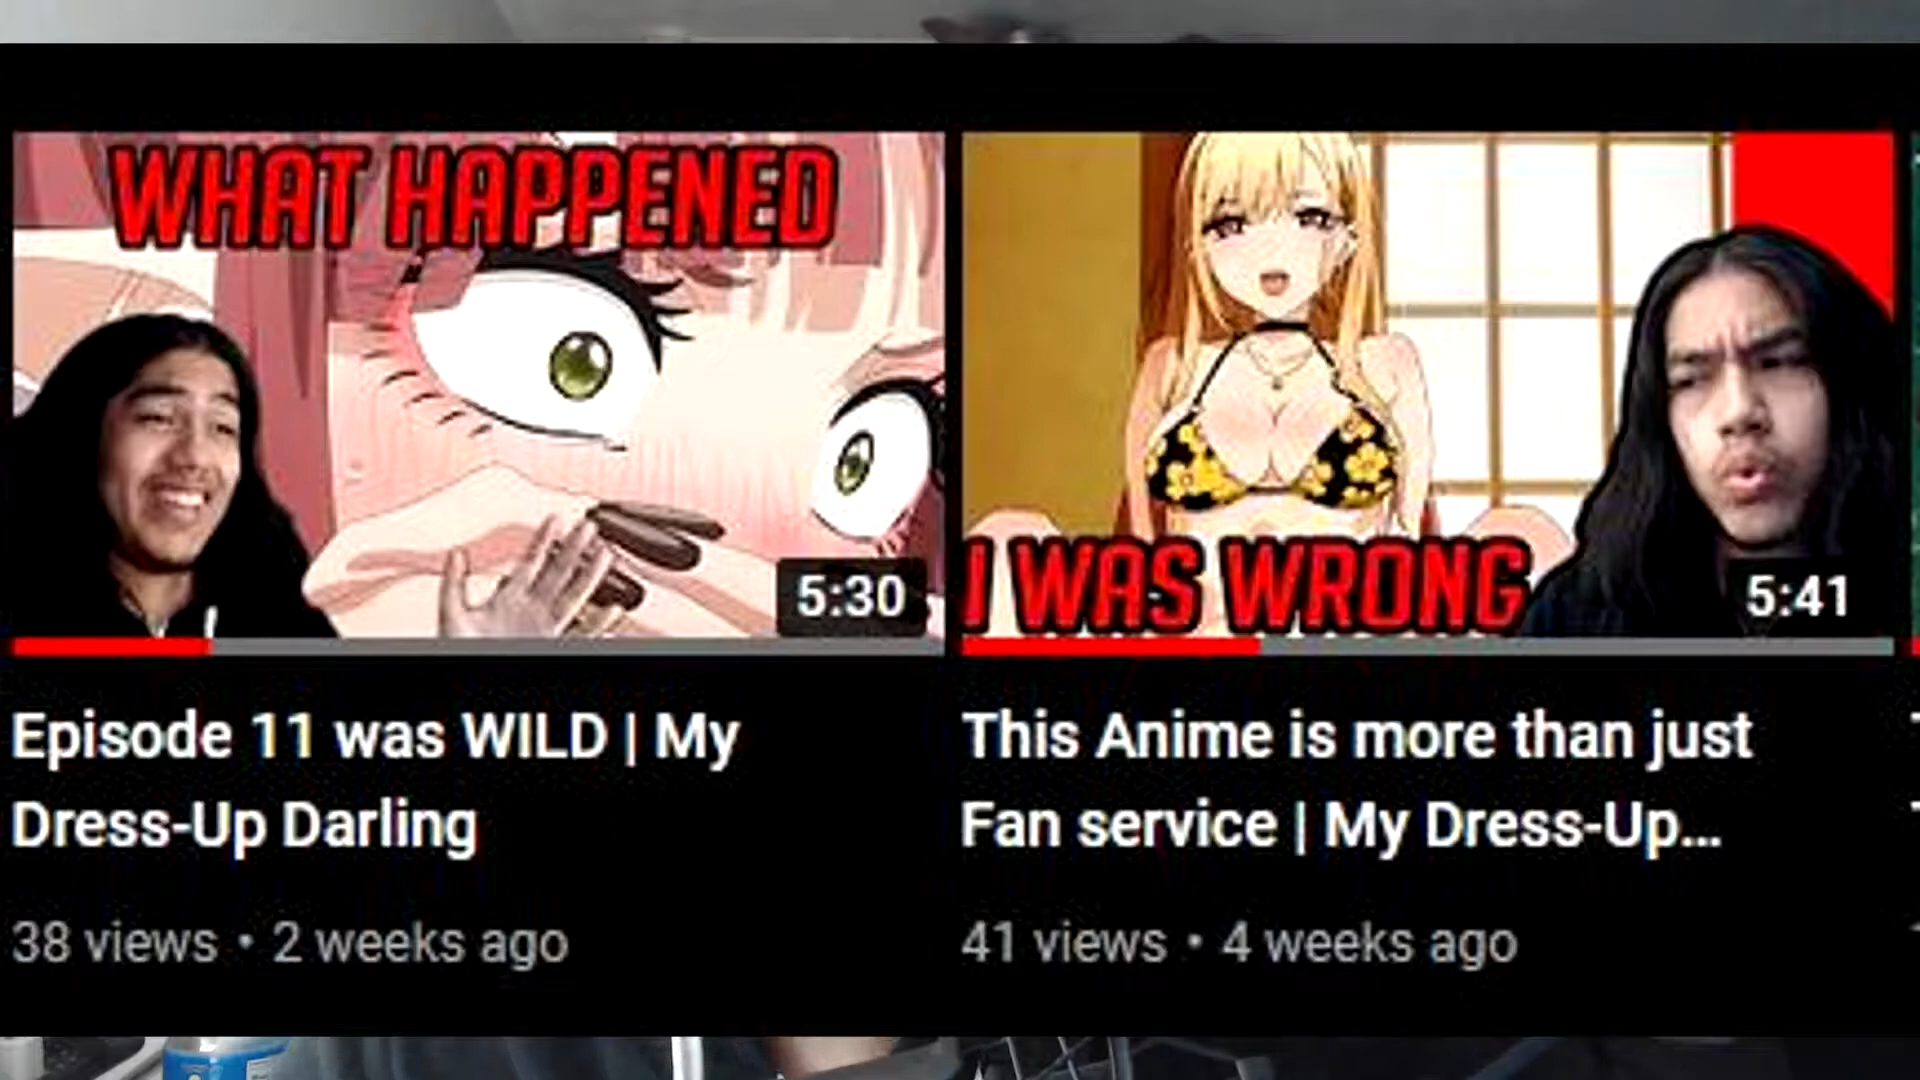 WHAT HAPPENED
5:30
Episode 11 was WILD | My
Dress-Up Darling
38 views • 2 weeks ago
I WAS WRONG
5:41
This Anime is more than just
Fan service | My Dress-Up...
41 views • 4 weeks ago